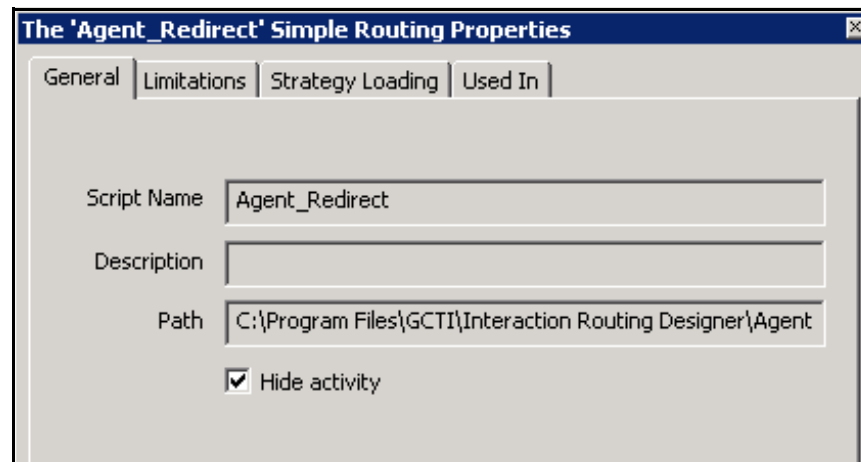 The 'Agent_Redirect' Simple Routing Properties
General Limitations Strategy Loading Used In
Script Name Agent_Redirect
Description
Path C:\Program Files\GCTI\Interaction Routing Designer\Agent
Hide activity